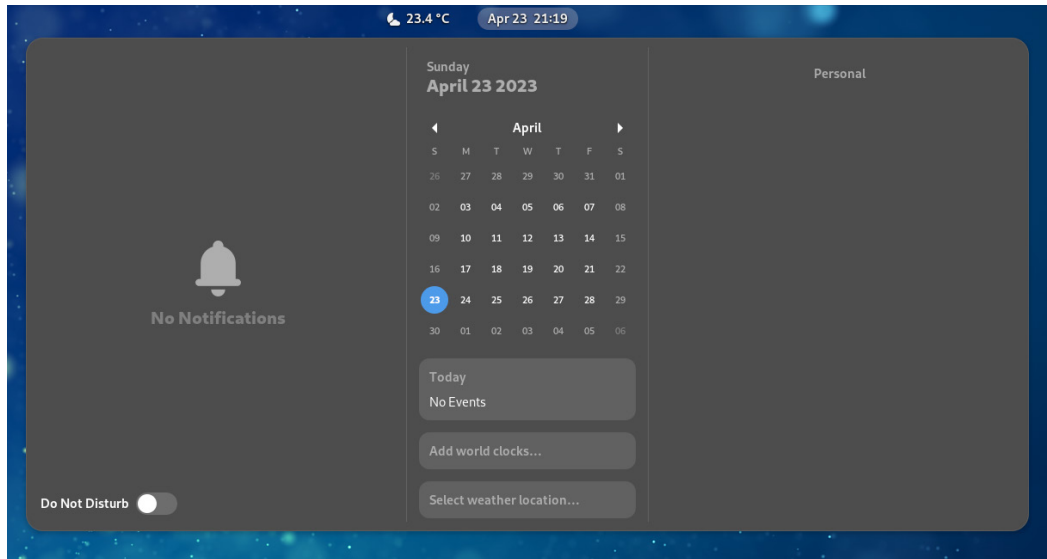 23.4 °C Apr 23 21:19
No Notifications
Do Not Disturb
Sunday
April 23 2023
April
S M T W T F S
26 27 28 29 30 31 01
02 03 04 05 06 07 08
09 10 11 12 13 14 15
16 17 18 19 20 21 22
23 24 25 26 27 28 29
30 01 02 03 04 05 06
Today
No Events
Add world clocks...
Select weather location...
Personal